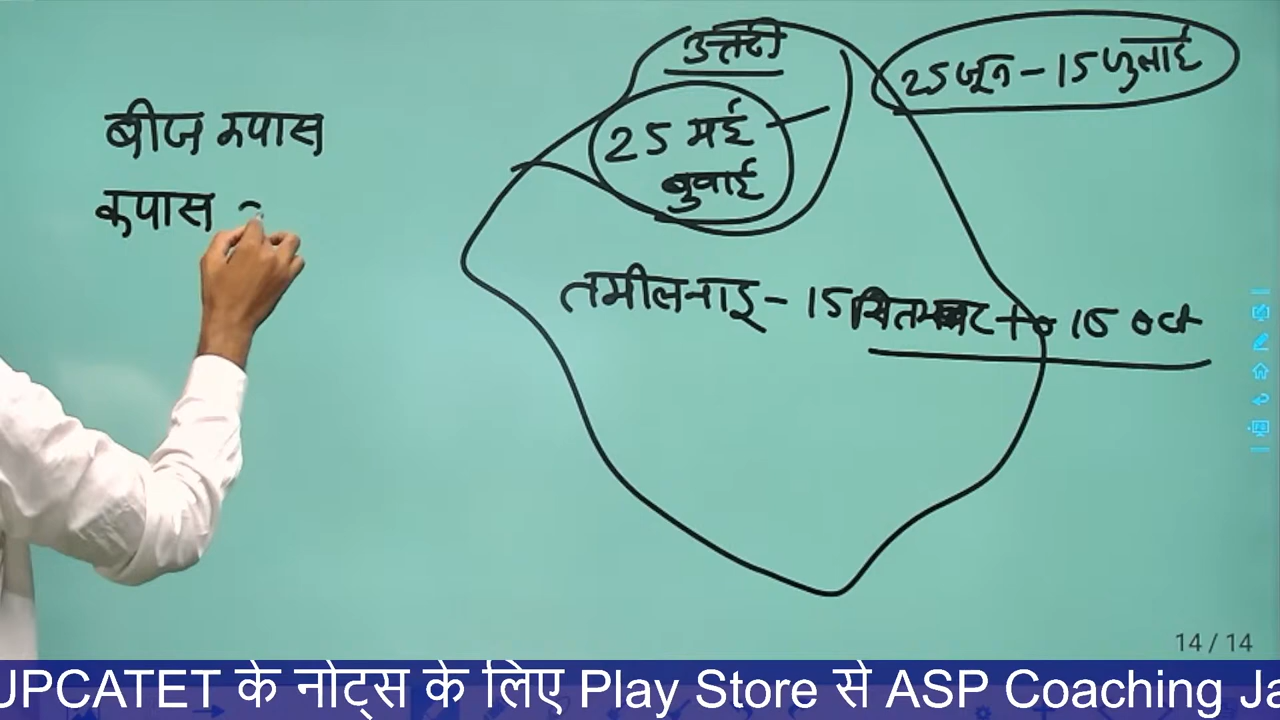 बीज कपास
कपास
उत्तरी
25 मई
बुवाई
25 जून - 15 जुलाई
तमीलनाडु - 15 सितम्बर to 15 oct
14 / 14
UPCATET के नोट्स के लिए Play Store से ASP Coaching Ja